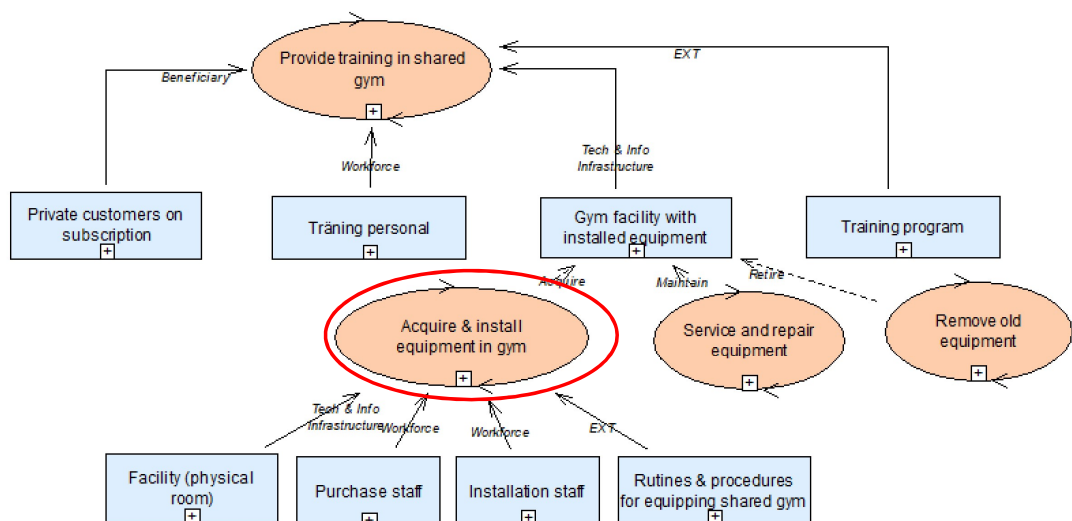 Provide training in shared
gym
EXT
Beneficiary
Workforce
Tech & Info
Infrastructure
Private customers on
subscription
Träning personal
Gym facility with
installed equipment
Training program
Acquire
Maintain
Retire
Acquire & install
equipment in gym
Service and repair
equipment
Remove old
equipment
Tech & Info
Infrastructure
Workforce
Workforce
EXT
Facility (physical
room)
Purchase staff
Installation staff
Rutines & procedures
for equipping shared gym